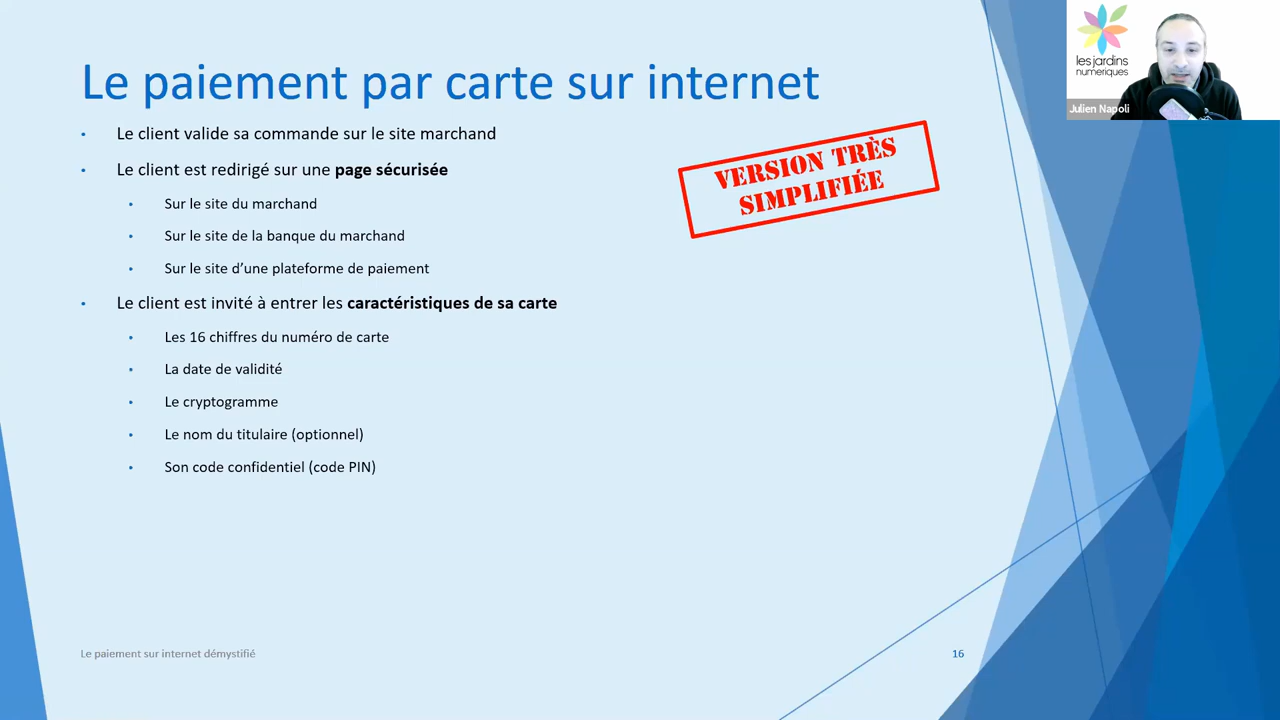 Le paiement par carte sur internet
Le client valide sa commande sur le site marchand
Le client est redirigé sur une page sécurisée
Sur le site du marchand
Sur le site de la banque du marchand
Sur le site d'une plateforme de paiement
Le client est invité à entrer les caractéristiques de sa carte
Les 16 chiffres du numéro de carte
La date de validité
Le cryptogramme
Le nom du titulaire (optionnel)
Son code confidentiel (code PIN)
VERSION TRÈS
SIMPLIFIÉE
les jardins
numeriques
Julien Napoli
Le paiement sur internet démystifié
16